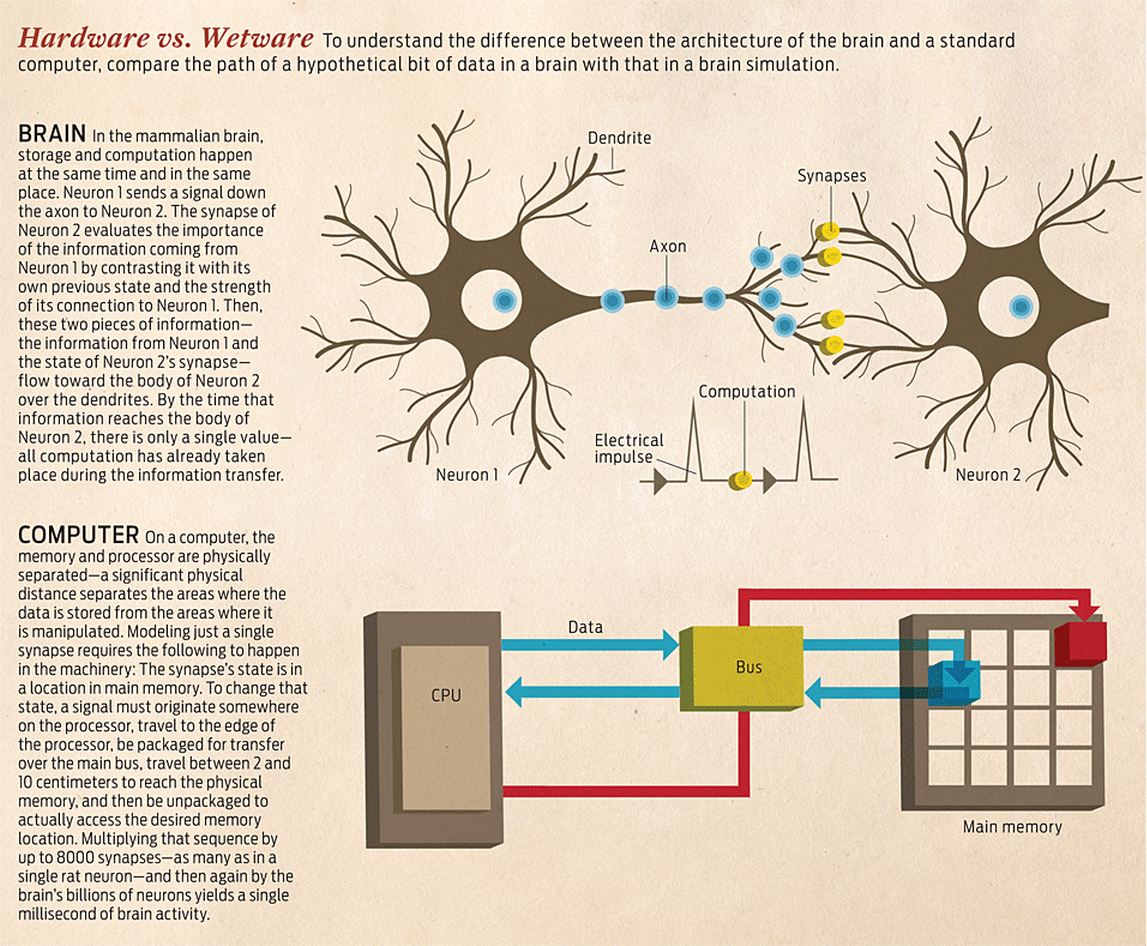 Hardware vs. Wetware To understand the difference between the architecture of the brain and a standard
computer, compare the path of a hypothetical bit of data in a brain with that in a brain simulation.
BRAIN In the mammalian brain,
storage and computation happen
at the same time and in the same
place. Neuron 1 sends a signal down
the axon to Neuron 2. The synapse of
Neuron 2 evaluates the importance
of the information coming from
Neuron 1 by contrasting it with its
own previous state and the strength
of its connection to Neuron 1. Then,
these two pieces of information—
the information from Neuron 1 and
the state of Neuron 2's synapse—
flow toward the body of Neuron 2
over the dendrites. By the time that
information reaches the body of
Neuron 2, there is only a single value—
all computation has already taken
place during the information transfer.
Dendrite
Synapses
Axon
Computation
Electrical
impulse
Neuron 1
Neuron 2
COMPUTER On a computer, the
memory and processor are physically
separated—a significant physical
distance separates the areas where the
data is stored from the areas where it
is manipulated. Modeling just a single
synapse requires the following to happen
in the machinery: The synapse's state is in
a location in main memory. To change that
state, a signal must originate somewhere
on the processor, travel to the edge of
the processor, be packaged for transfer
over the main bus, travel between 2 and
10 centimeters to reach the physical
memory, and then be unpackaged to
actually access the desired memory
location. Multiplying that sequence by
up to 8000 synapses—as many as in a
single rat neuron—and then again by the
brain's billions of neurons yields a single
millisecond of brain activity.
Data
Bus
CPU
Main memory